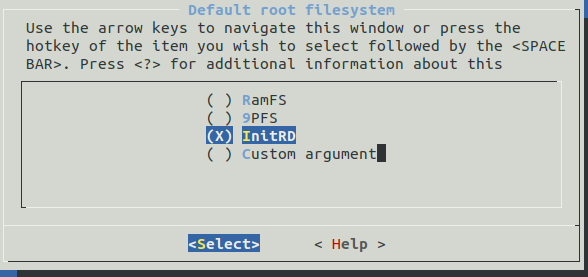 Default root filesystem
Use the arrow keys to navigate this window or press the
hotkey of the item you wish to select followed by the <SPACE
BAR>. Press <?> for additional information about this
( ) RamFS
( ) 9PFS
(X) InitRD
( ) Custom argument
<Select> < Help >